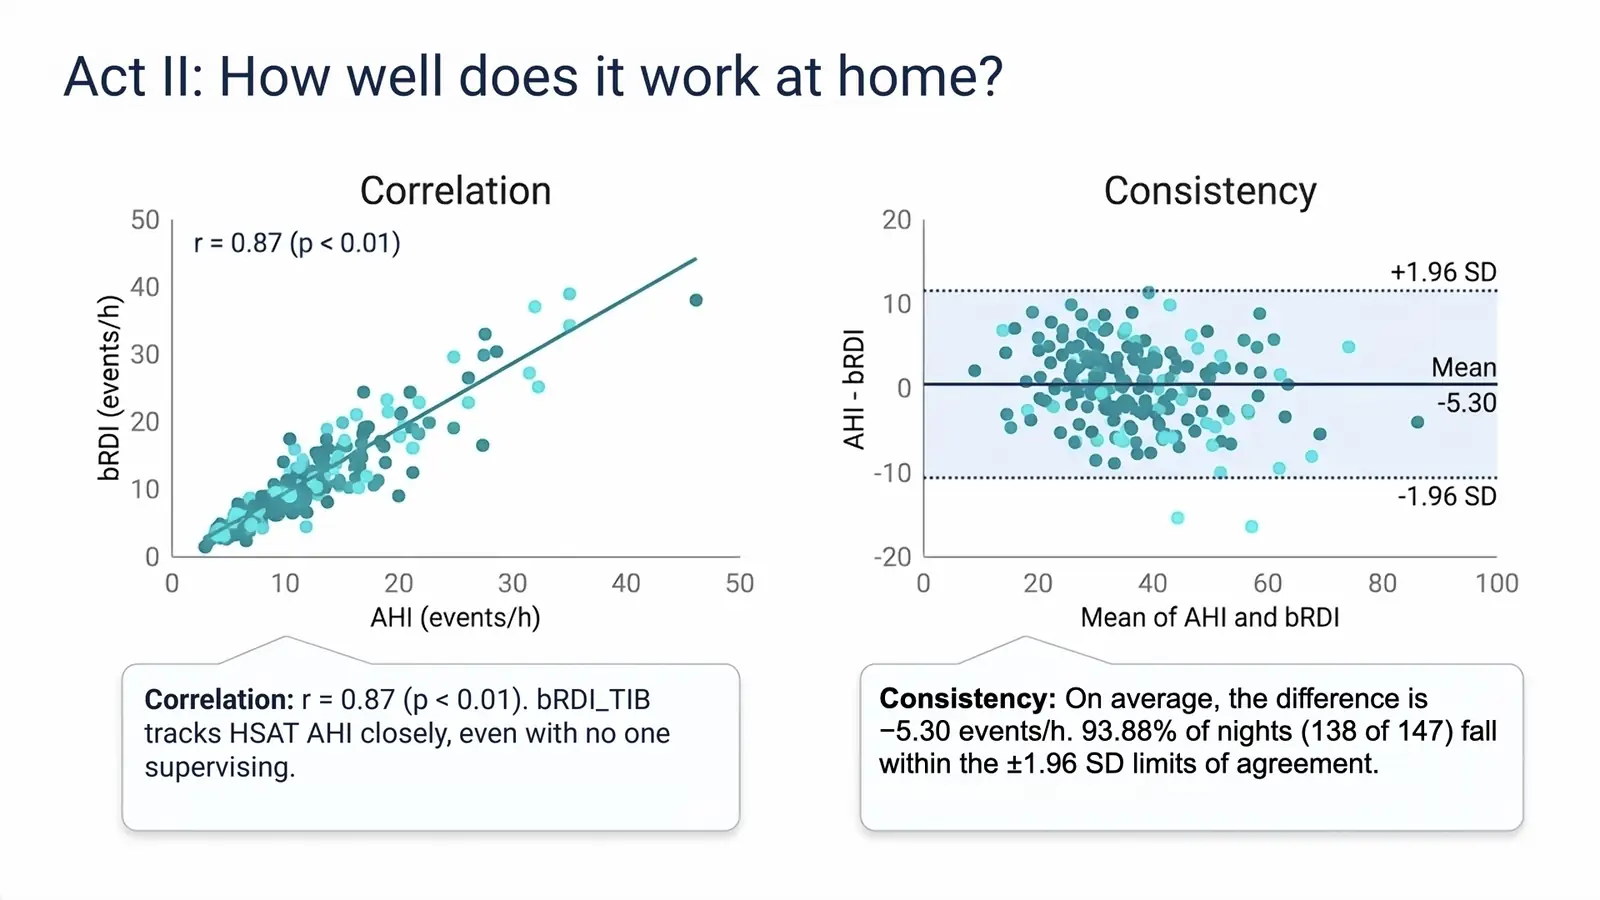 Act II: How well does it work at home?
Correlation
r = 0.87 (p < 0.01)
bRDI (events/h)
50
40
30
20
10
0
0 10 20 30 40 50
AHI (events/h)
Correlation: r = 0.87 (p < 0.01). bRDI_TIB
tracks HSAT AHI closely, even with no one
supervising.
Consistency
AHI - bRDI
20
10
0
-10
-20
+1.96 SD
Mean
-5.30
-1.96 SD
0 20 40 60 80 100
Mean of AHI and bRDI
Consistency: On average, the difference is
−5.30 events/h. 93.88% of nights (138 of 147) fall
within the ±1.96 SD limits of agreement.